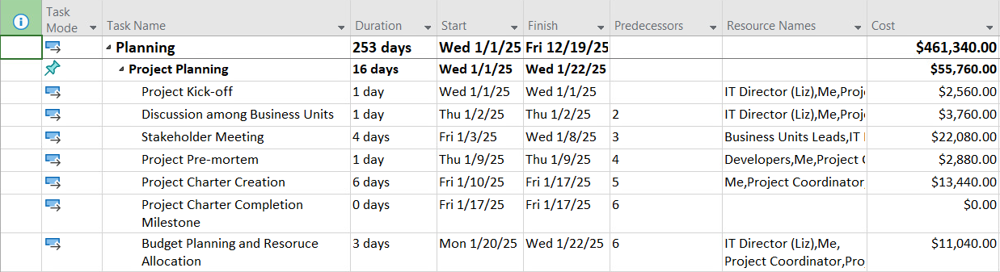 Task Mode Task Name Duration Start Finish Predecessors Resource Names Cost
Planning 253 days Wed 1/1/25 Fri 12/19/25 $461,340.00
Project Planning 16 days Wed 1/1/25 Wed 1/22/25 $55,760.00
Project Kick-off 1 day Wed 1/1/25 Wed 1/1/25 IT Director (Liz),Me,Proj $2,560.00
Discussion among Business Units 1 day Thu 1/2/25 Thu 1/2/25 2 IT Director (Liz),Me,Proj $3,760.00
Stakeholder Meeting 4 days Fri 1/3/25 Wed 1/8/25 3 Business Units Leads,IT $22,080.00
Project Pre-mortem 1 day Thu 1/9/25 Thu 1/9/25 4 Developers,Me,Project $2,880.00
Project Charter Creation 6 days Fri 1/10/25 Fri 1/17/25 5 Me,Project Coordinator, $13,440.00
Project Charter Completion 0 days Fri 1/17/25 Fri 1/17/25 6 $0.00
Milestone
Budget Planning and Resoruce 3 days Mon 1/20/25 Wed 1/22/25 6 IT Director (Liz),Me, $11,040.00
Allocation Project Coordinator,Pro